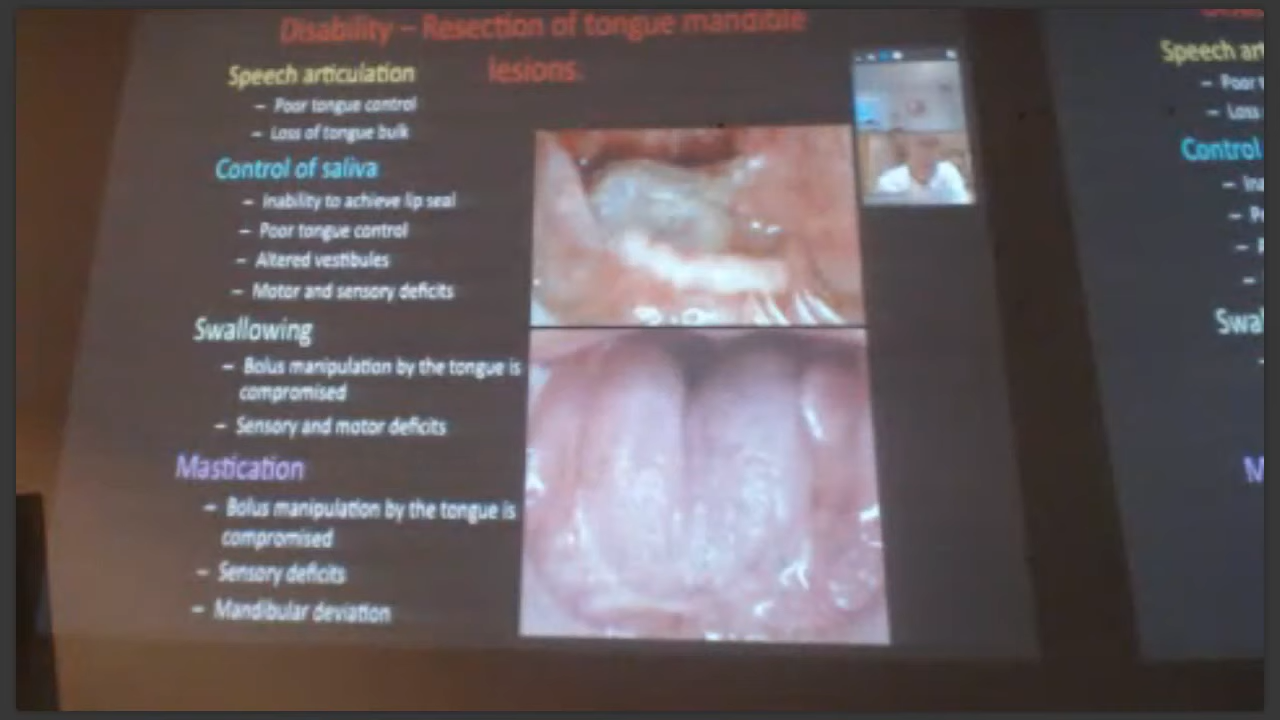 Disability – Resection of tongue mandible
lesions.
Speech articulation
– Poor tongue control
– Loss of tongue bulk
Control of saliva
– Inability to achieve lip seal
– Poor tongue control
– Altered vestibules
– Motor and sensory deficits
Swallowing
– Bolus manipulation by the tongue is
compromised
– Sensory and motor deficits
Mastication
– Bolus manipulation by the tongue is
compromised
– Sensory deficits
– Mandibular deviation
Speech
– Poor
– Loss
Control